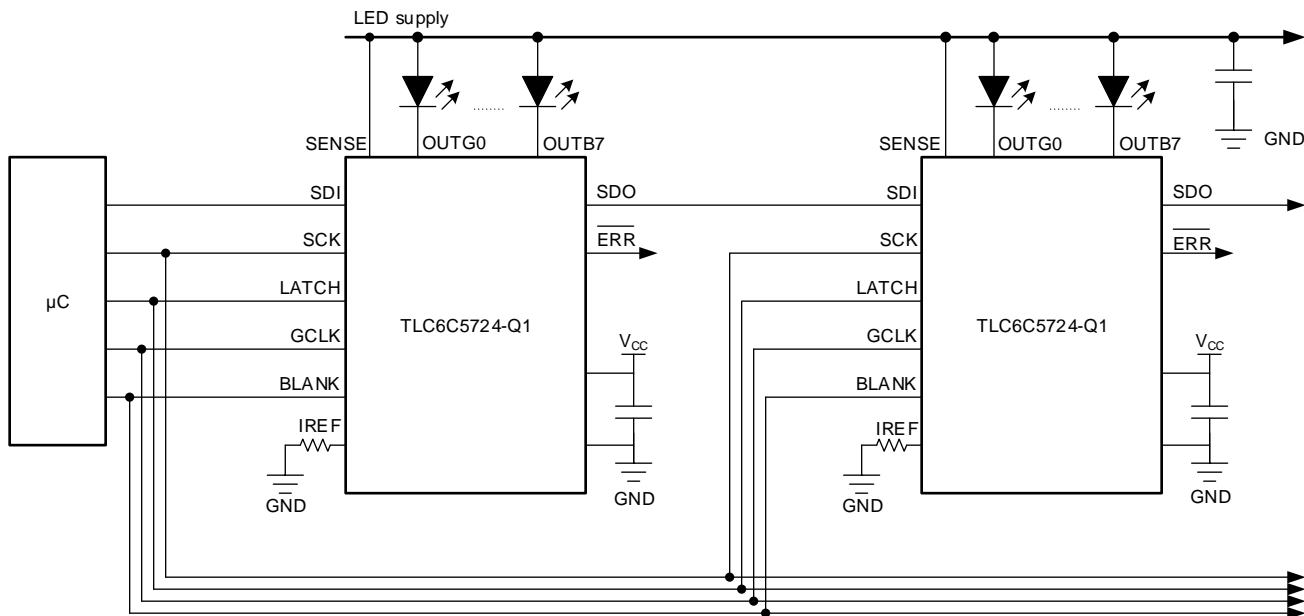 LED supply
SENSE OUTG0 ........ OUTB7 SENSE OUTG0 ........ OUTB7 GND
SDI SDO SDI SDO
SCK ERR SCK ERR
µC LATCH LATCH
TLC6C5724-Q1 TLC6C5724-Q1
GCLK VCC GCLK VCC
BLANK BLANK
IREF IREF
GND GND GND GND